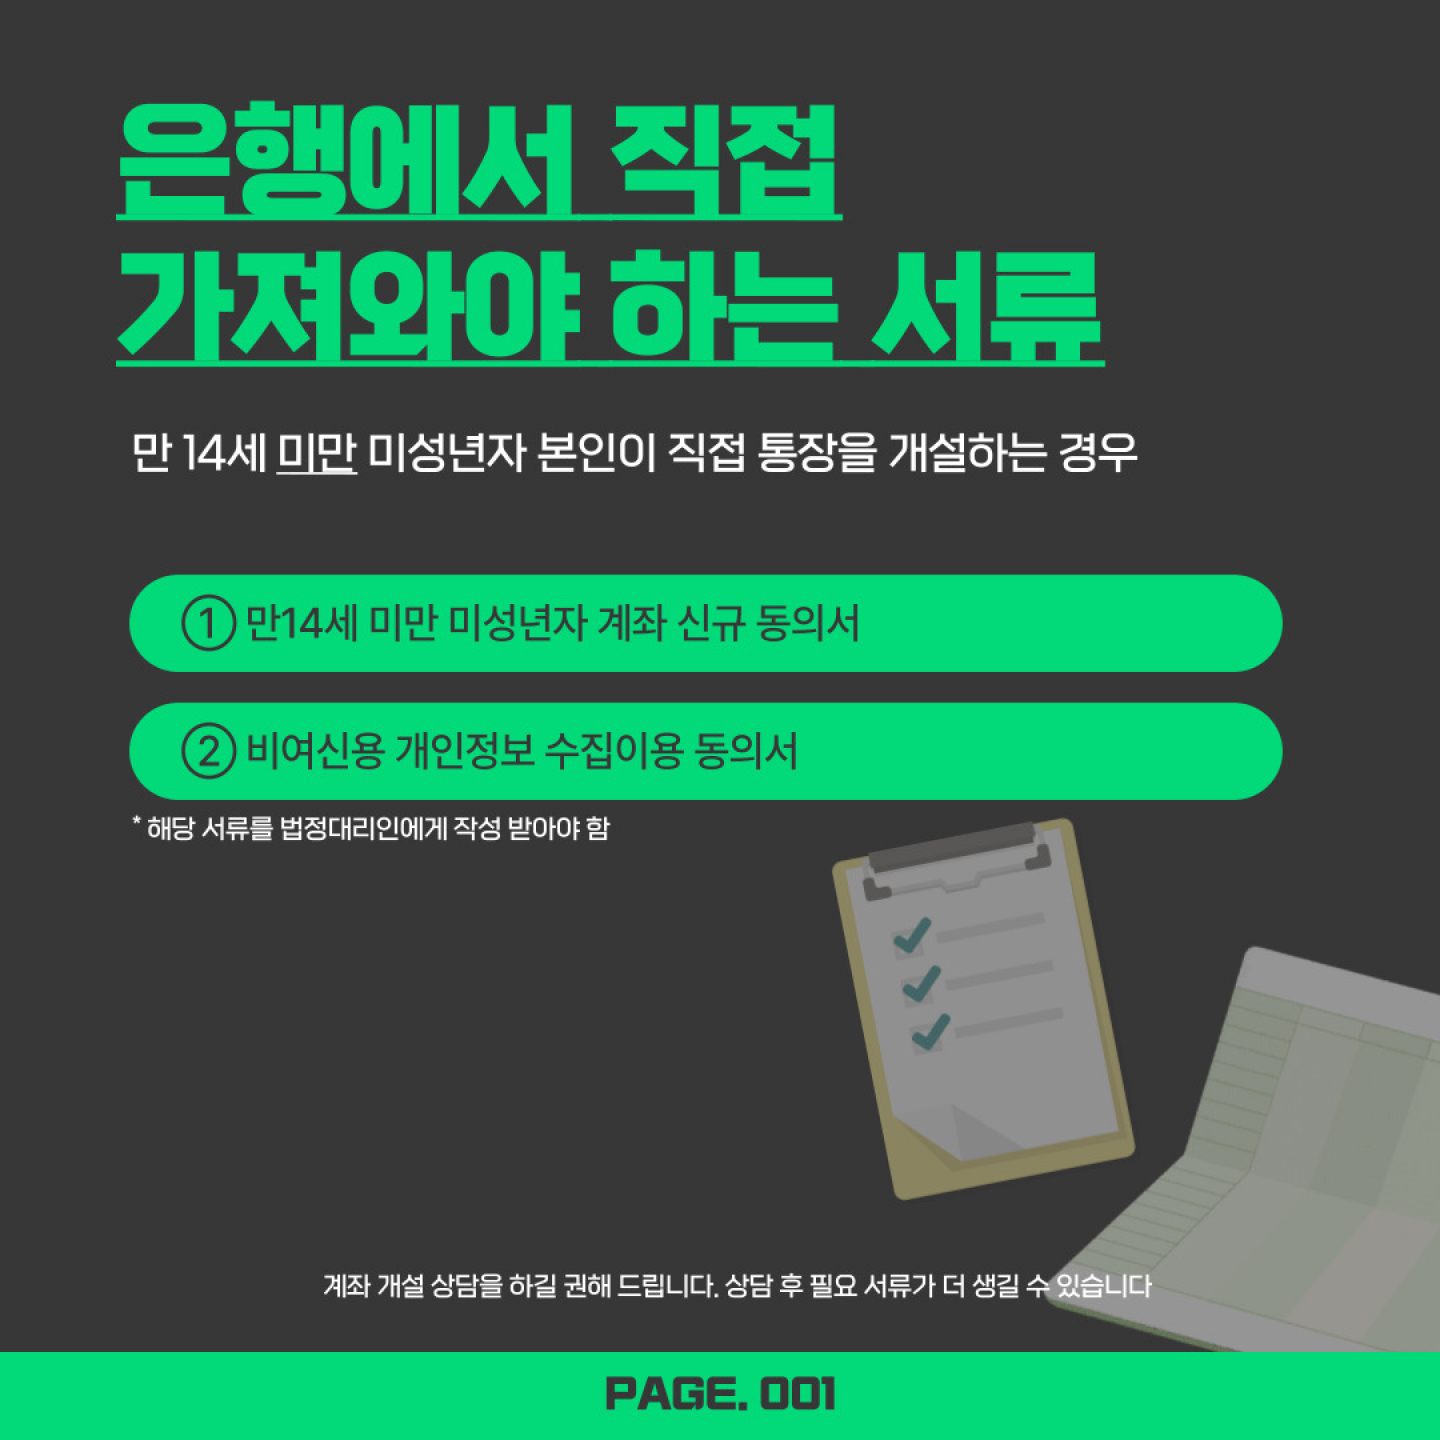 은행에서 직접
가져와야 하는 서류
만 14세 미만 미성년자 본인이 직접 통장을 개설하는 경우
① 만14세 미만 미성년자 계좌 신규 동의서
② 비여신용 개인정보 수집이용 동의서
* 해당 서류를 법정대리인에게 작성 받아야 함
계좌 개설 상담을 하길 권해 드립니다. 상담 후 필요 서류가 더 생길 수 있습니다
PAGE. 001